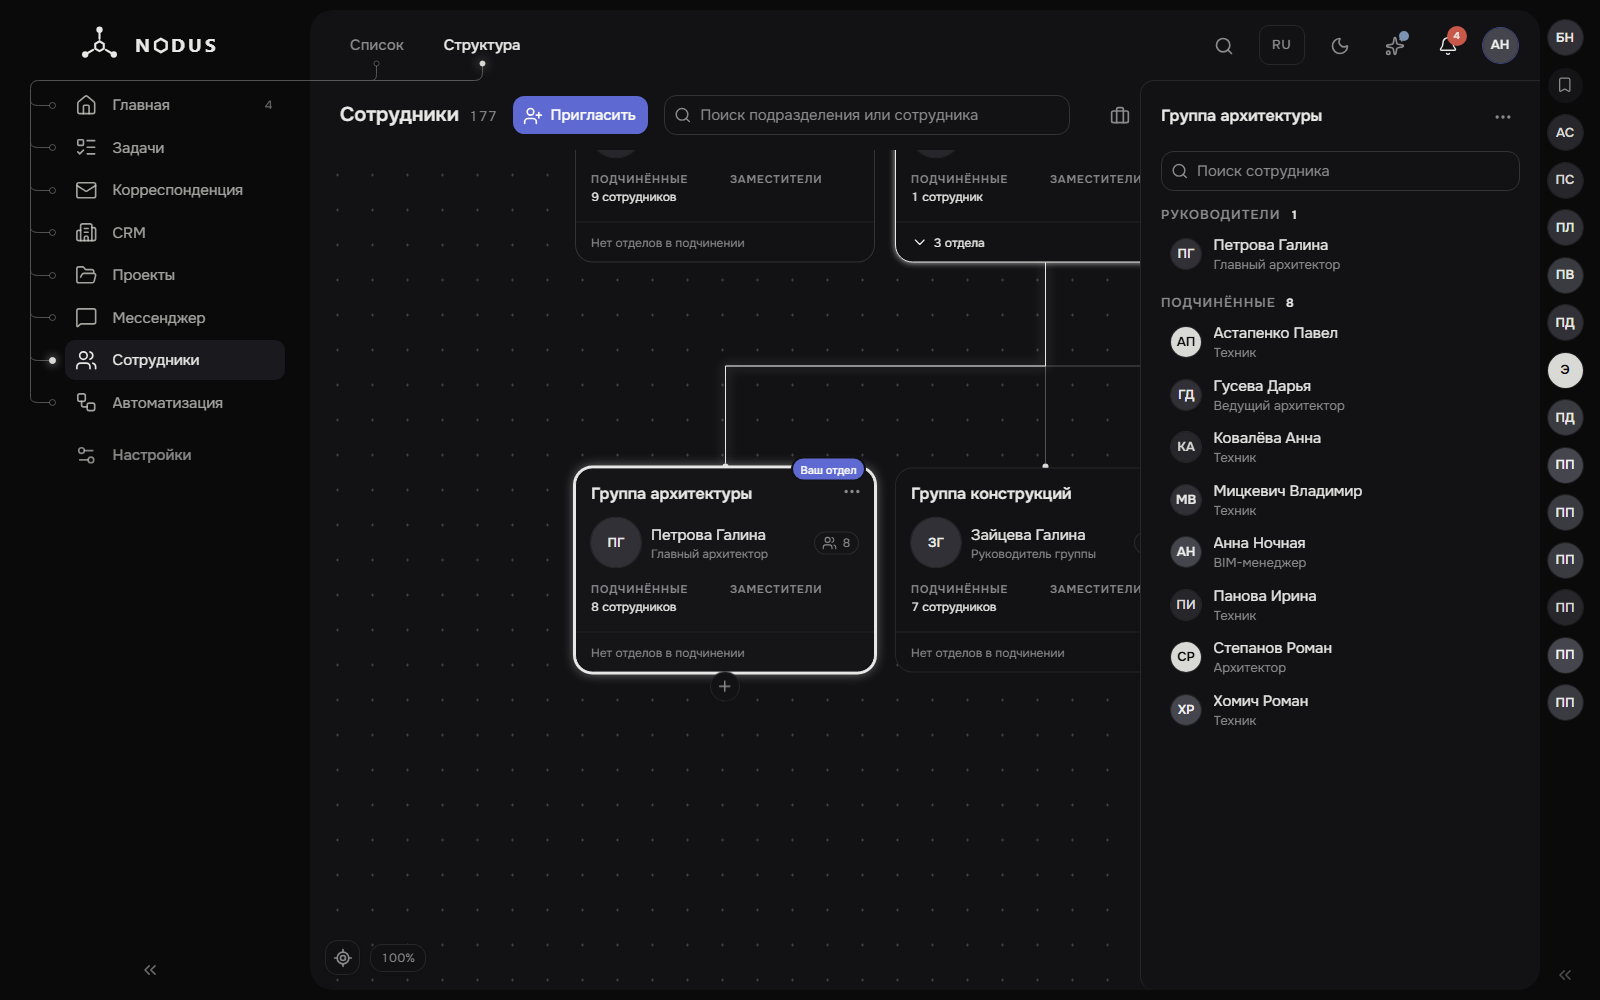 NODUS
Главная 4
Задачи
Корреспонденция
CRM
Проекты
Мессенджер
Сотрудники
Автоматизация
Настройки
Список
Структура
RU
4
АН
Сотрудники 177
Пригласить
Поиск подразделения или сотрудника
ПОДЧИНЁННЫЕ ЗАМЕСТИТЕЛИ
9 сотрудников
Нет отделов в подчинении
ПОДЧИНЁННЫЕ ЗАМЕСТИТЕЛИ
1 сотрудник
3 отдела
Ваш отдел
Группа архитектуры
ПГ
Петрова Галина
Главный архитектор
8
ПОДЧИНЁННЫЕ ЗАМЕСТИТЕЛИ
8 сотрудников
Нет отделов в подчинении
Группа конструкций
ЗГ
Зайцева Галина
Руководитель группы
ПОДЧИНЁННЫЕ ЗАМЕСТИТЕЛИ
7 сотрудников
Нет отделов в подчинении
100%
Группа архитектуры
Поиск сотрудника
РУКОВОДИТЕЛИ 1
ПГ
Петрова Галина
Главный архитектор
ПОДЧИНЁННЫЕ 8
АП
Астапенко Павел
Техник
ГД
Гусева Дарья
Ведущий архитектор
КА
Ковалёва Анна
Техник
МВ
Мицкевич Владимир
Техник
АН
Анна Ночная
BIM-менеджер
ПИ
Панова Ирина
Техник
СР
Степанов Роман
Архитектор
ХР
Хомич Роман
Техник
БН
АС
ПС
ПЛ
ПВ
ПД
Э
ПД
ПП
ПП
ПП
ПП
ПП
ПП